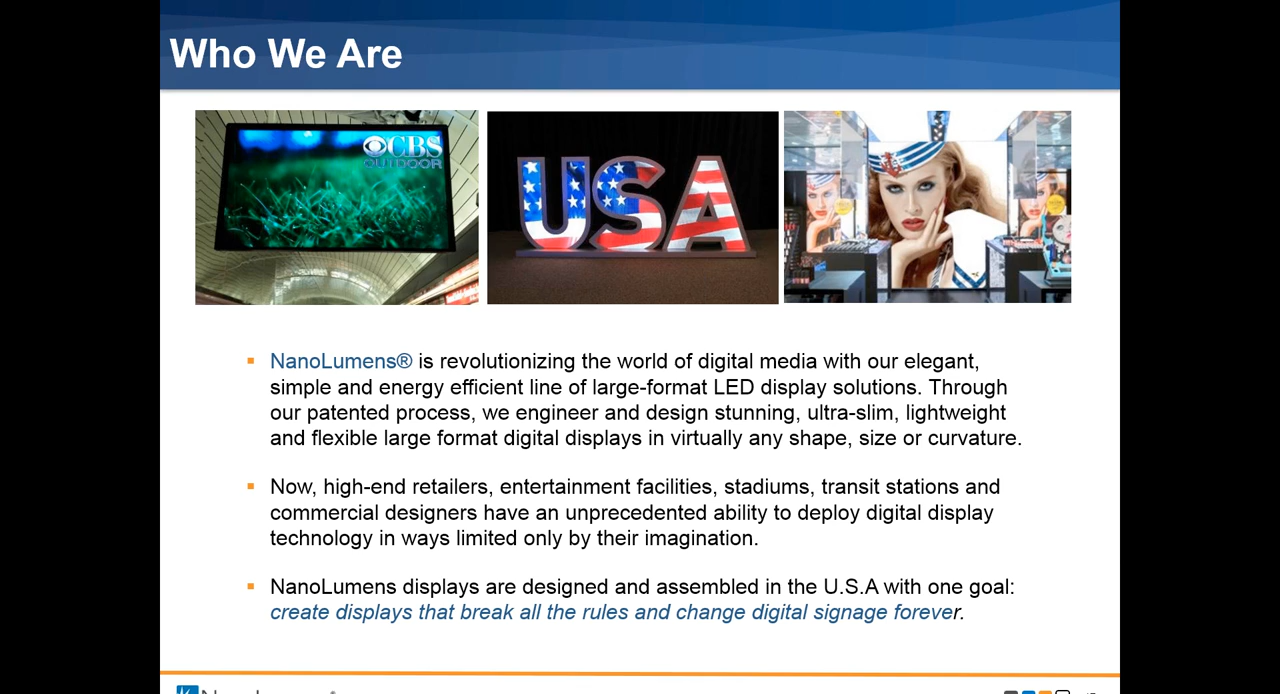 Who We Are
CBS
OUTDOOR
USA
NanoLumens® is revolutionizing the world of digital media with our elegant,
simple and energy efficient line of large-format LED display solutions. Through
our patented process, we engineer and design stunning, ultra-slim, lightweight
and flexible large format digital displays in virtually any shape, size or curvature.
Now, high-end retailers, entertainment facilities, stadiums, transit stations and
commercial designers have an unprecedented ability to deploy digital display
technology in ways limited only by their imagination.
NanoLumens displays are designed and assembled in the U.S.A with one goal:
create displays that break all the rules and change digital signage forever.